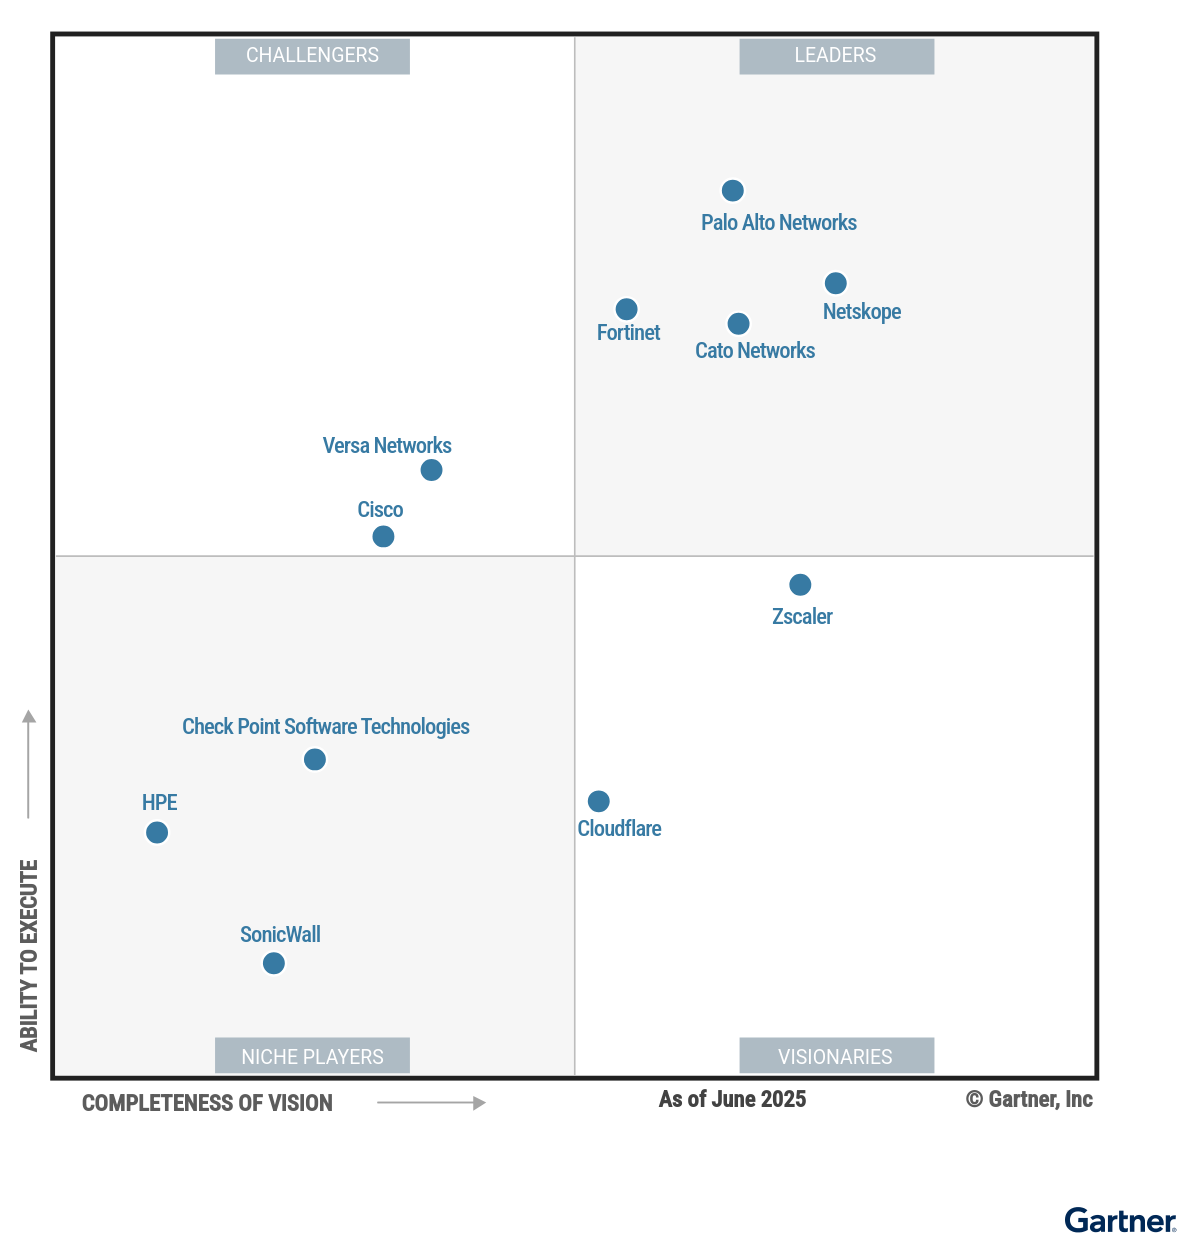 CHALLENGERS
LEADERS
Palo Alto Networks
Netskope
Fortinet
Cato Networks
Versa Networks
Cisco
Zscaler
Check Point Software Technologies
HPE
Cloudflare
SonicWall
ABILITY TO EXECUTE
NICHE PLAYERS
VISIONARIES
COMPLETENESS OF VISION
As of June 2025
© Gartner, Inc
Gartner®